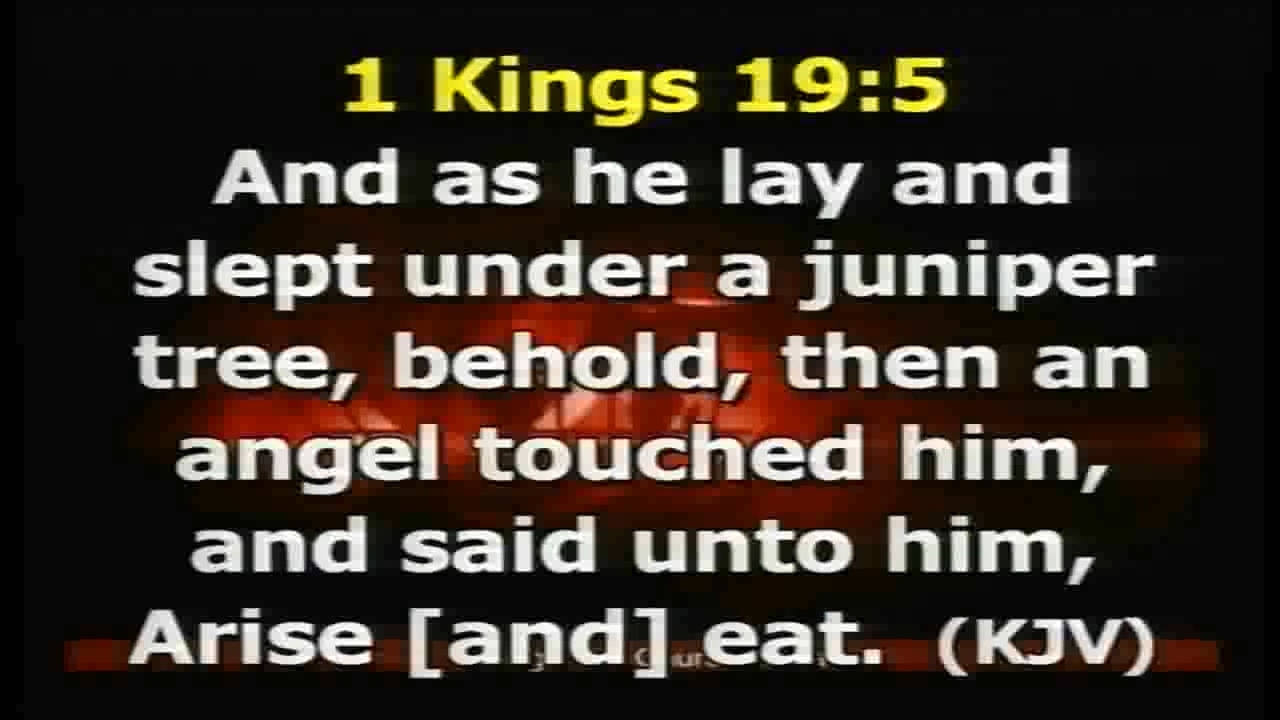 1 Kings 19:5
And as he lay and
slept under a juniper
tree, behold, then an
angel touched him,
and said unto him,
Arise [and] eat. (KJV)